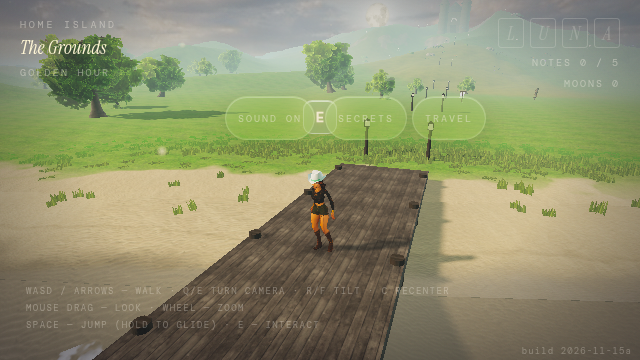 HOME ISLAND
The Grounds
GOLDEN HOUR
L U N A
NOTES 0 / 5
MOONS 0
SOUND ON
E
SECRETS
TRAVEL
WASD / ARROWS — WALK · Q/E TURN CAMERA · R/F TILT · C RECENTER
MOUSE DRAG — LOOK · WHEEL — ZOOM
SPACE — JUMP (HOLD TO GLIDE) · E — INTERACT
build 2026-11-15a